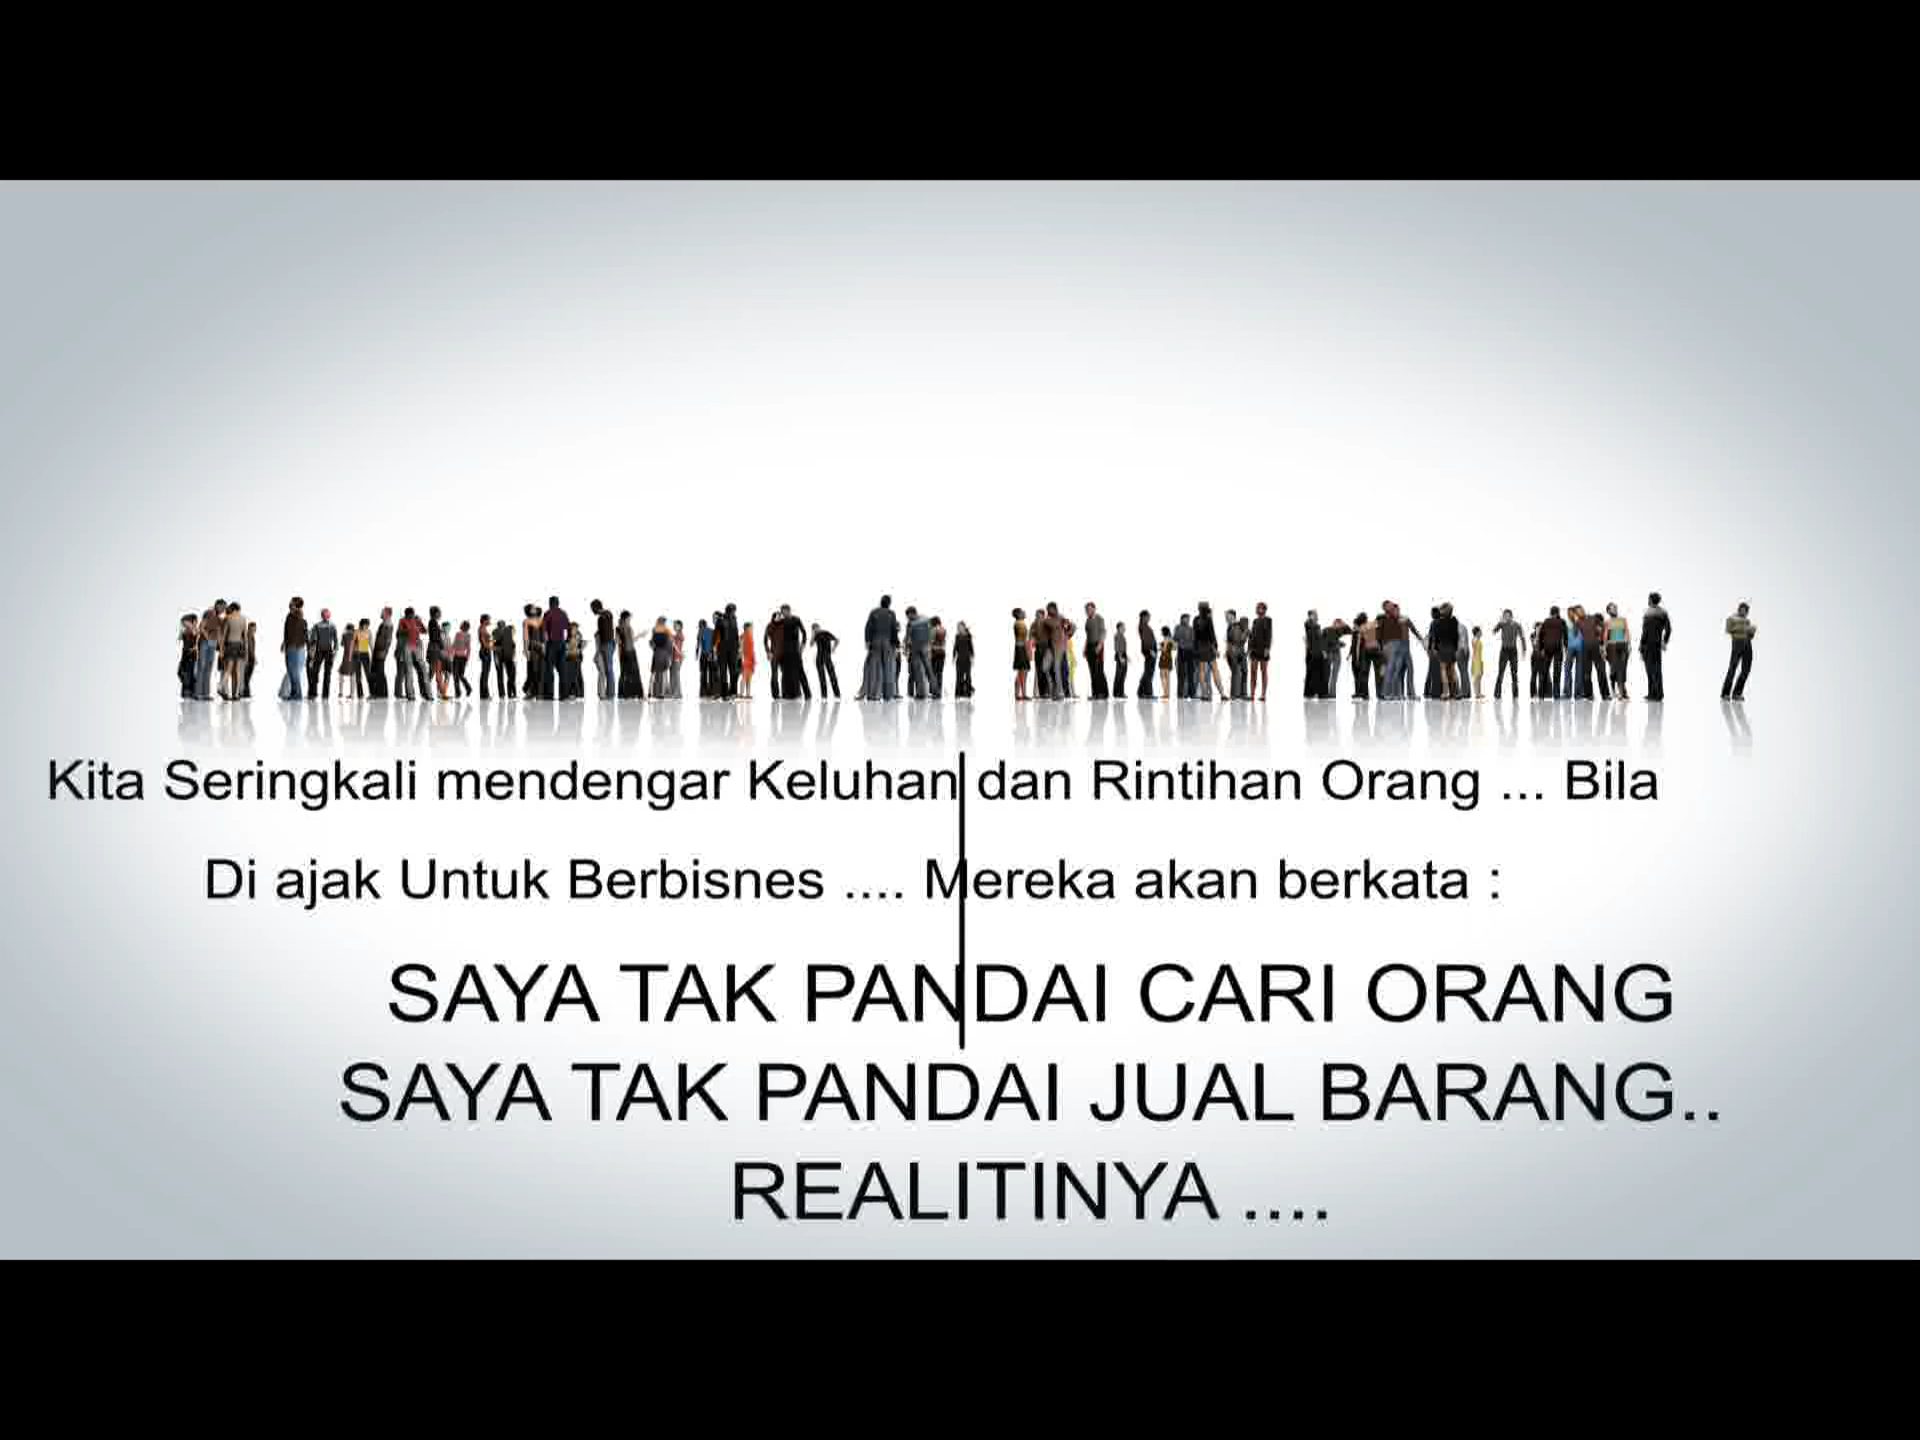 Kita Seringkali mendengar Keluhan dan Rintihan Orang ... Bila
Di ajak Untuk Berbisnes .... Mereka akan berkata :
SAYA TAK PANDAI CARI ORANG
SAYA TAK PANDAI JUAL BARANG..
REALITINYA ....